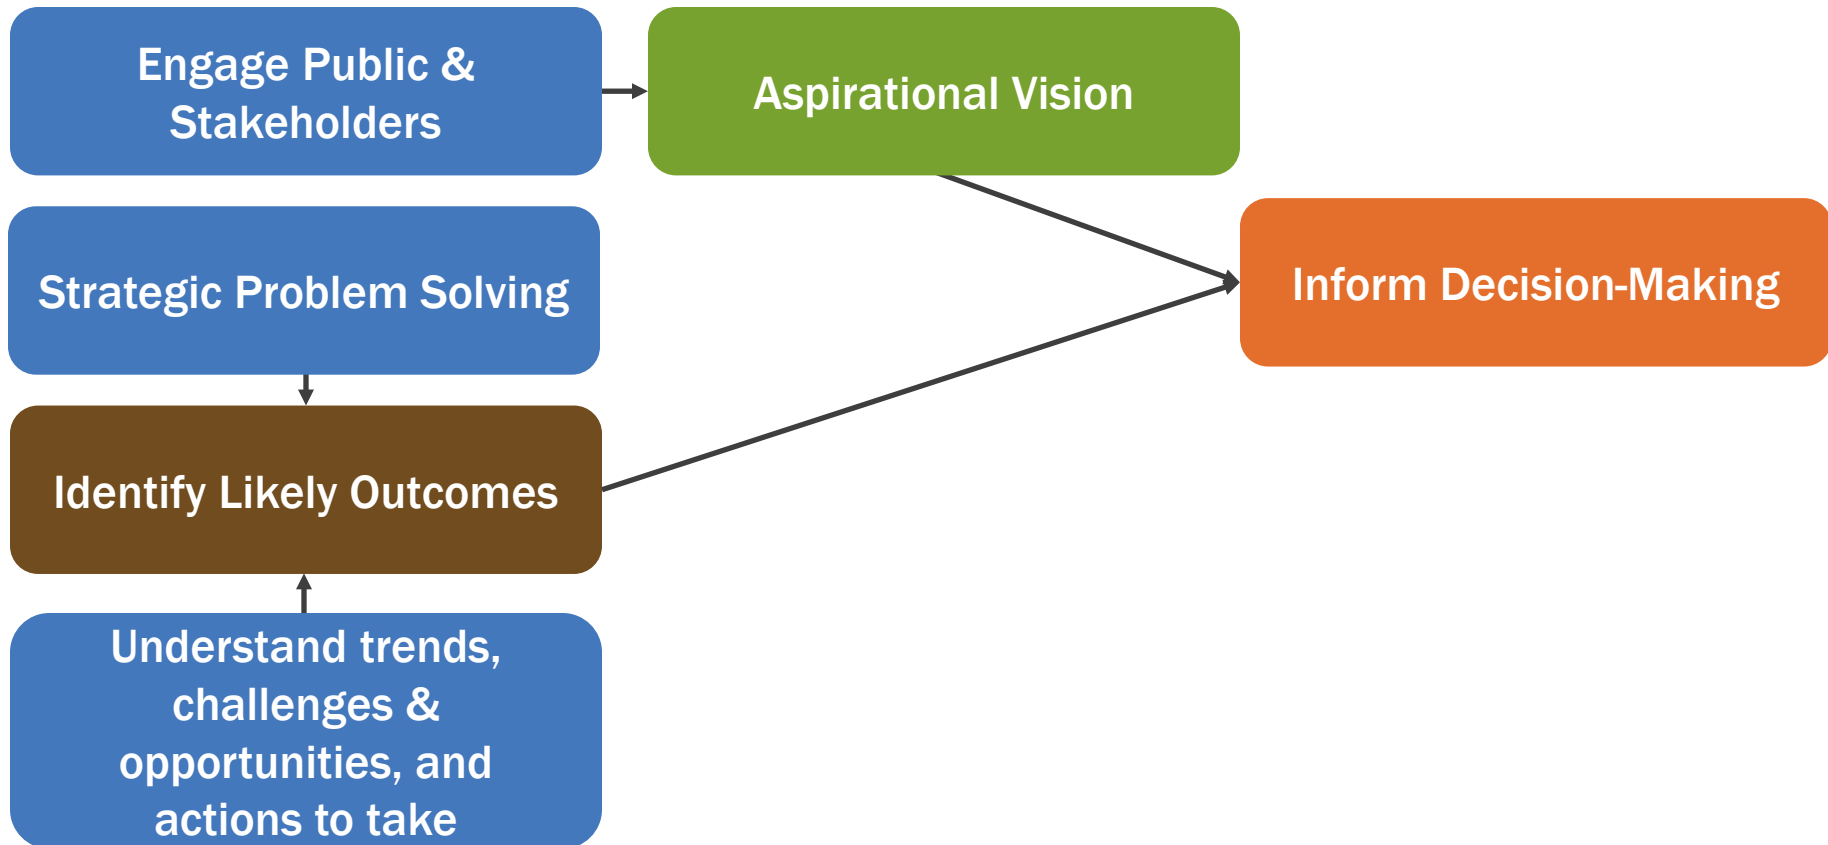 Engage Public &
Stakeholders
Aspirational Vision
Strategic Problem Solving
Inform Decision-Making
Identify Likely Outcomes
Understand trends,
challenges &
opportunities, and
actions to take